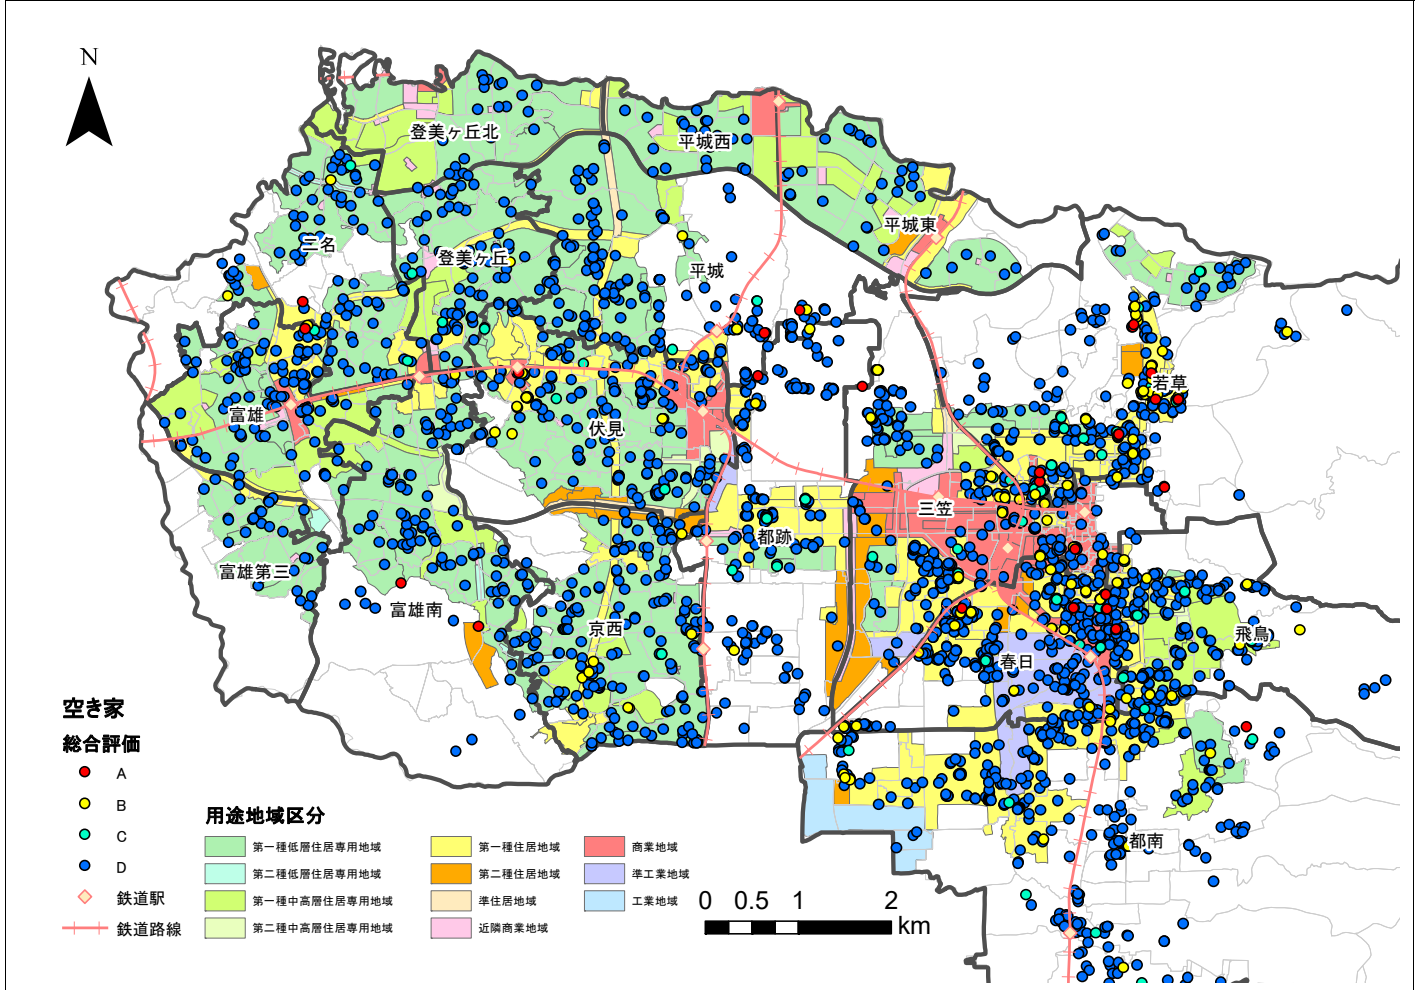 N
登美ヶ丘北
平城西
平城東
三名
登美ヶ丘
平城
若草
富雄
伏見
三笠
都跡
富雄第三
富雄南
京西
飛鳥
春日
都南
空き家
総合評価
A
B
C
D
鉄道駅
鉄道路線
用途地域区分
第一種低層住居専用地域
第二種低層住居専用地域
第一種中高層住居専用地域
第二種中高層住居専用地域
第一種住居地域
第二種住居地域
準住居地域
近隣商業地域
商業地域
準工業地域
工業地域
0 0.5 1 2
km